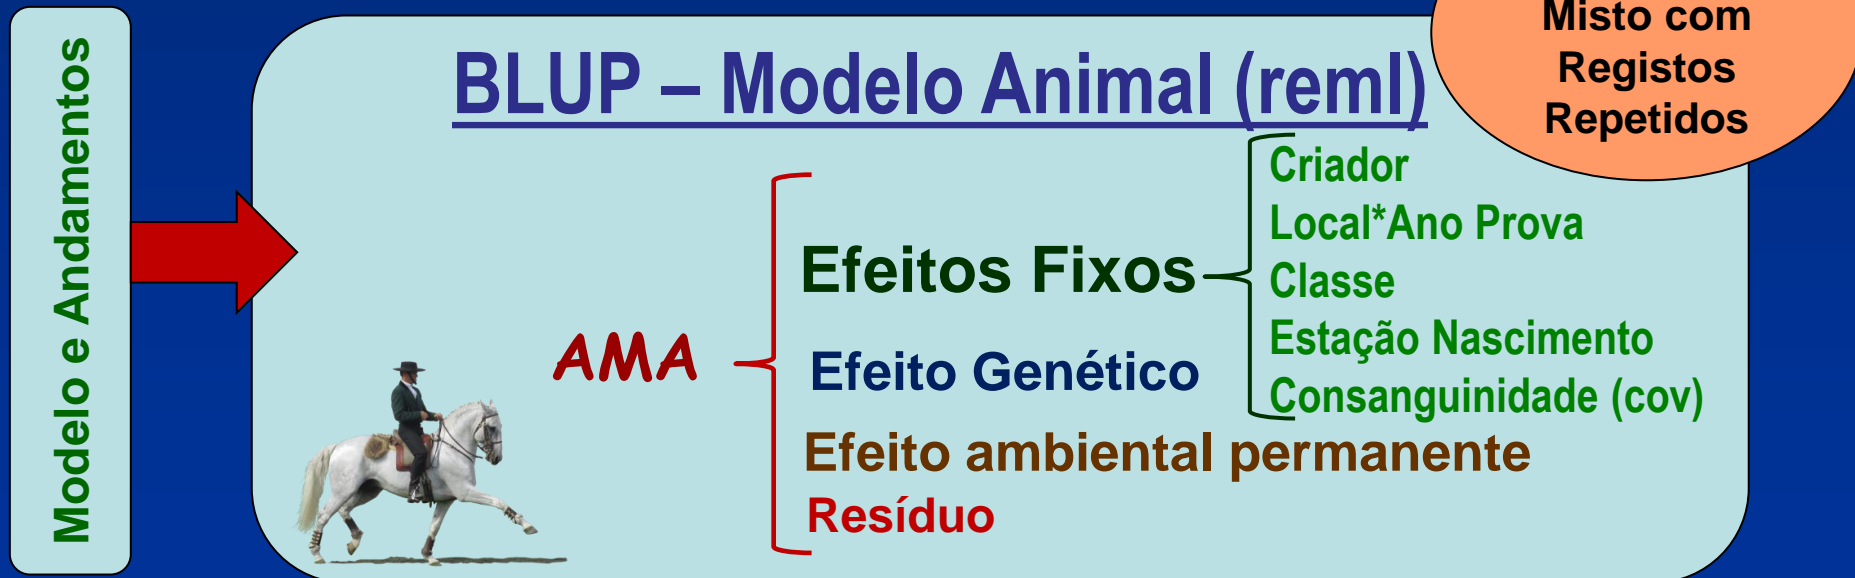 Modelo e Andamentos
BLUP – Modelo Animal (reml)
Misto com
Registos
Repetidos
AMA
Efeitos Fixos
Criador
Local*Ano Prova
Classe
Estação Nascimento
Consanguinidade (cov)
Efeito Genético
Efeito ambiental permanente
Resíduo